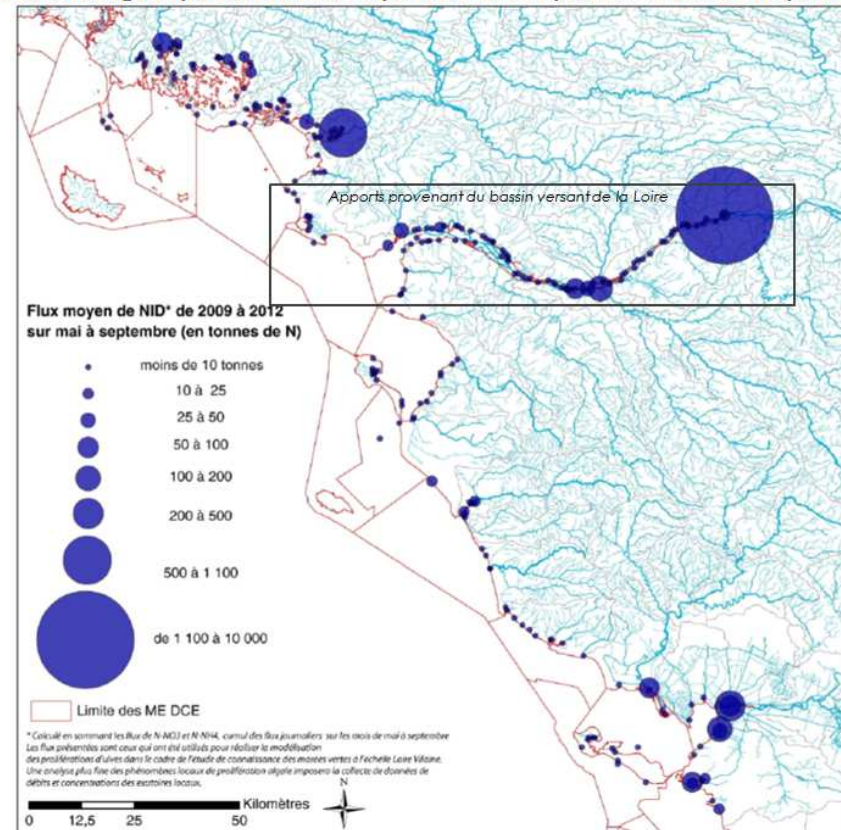 Apports provenant du bassin versant de la Loire
Flux moyen de NID* de 2009 à 2012
sur mai à septembre (en tonnes de N)
moins de 10 tonnes
10 à 25
25 à 50
50 à 100
100 à 200
200 à 500
500 à 1 100
de 1 100 à 10 000
Limite des ME DCE
* Calculé en sommant les flux de N-NO3 et N-NH4, cumul des flux journaliers sur les mois de mai à septembre
Les flux présentés sont ceux qui ont été utilisés pour réaliser la modélisation
des proliférations d'ulves dans le cadre de l'étude de connaissance des marées vertes à l'échelle Loire Vilaine.
Une analyse plus fine des phénomènes locaux de prolifération algale imposera la collecte de données de
débits et concentrations des exutoires locaux.
N
Kilomètres
0 12,5 25 50